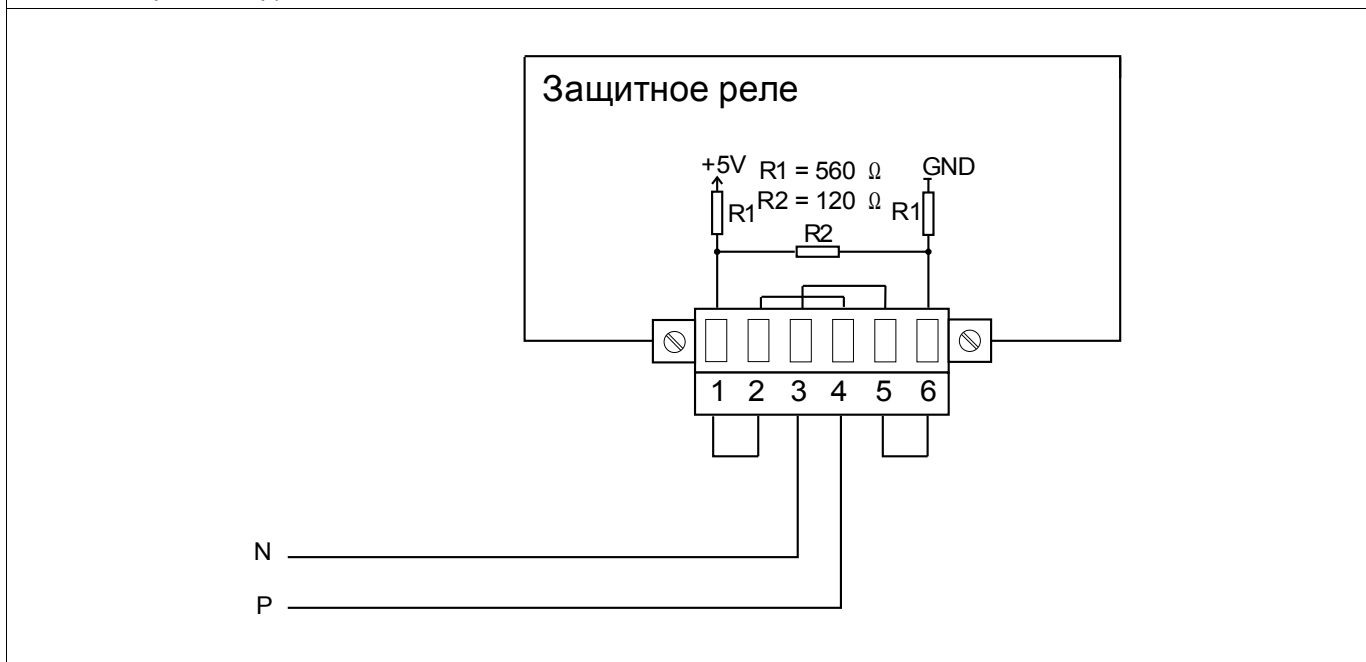 Защитное реле
+5V R1 = 560 Ω GND
R1 R2 = 120 Ω R1
R2
1 2 3 4 5 6
N
P